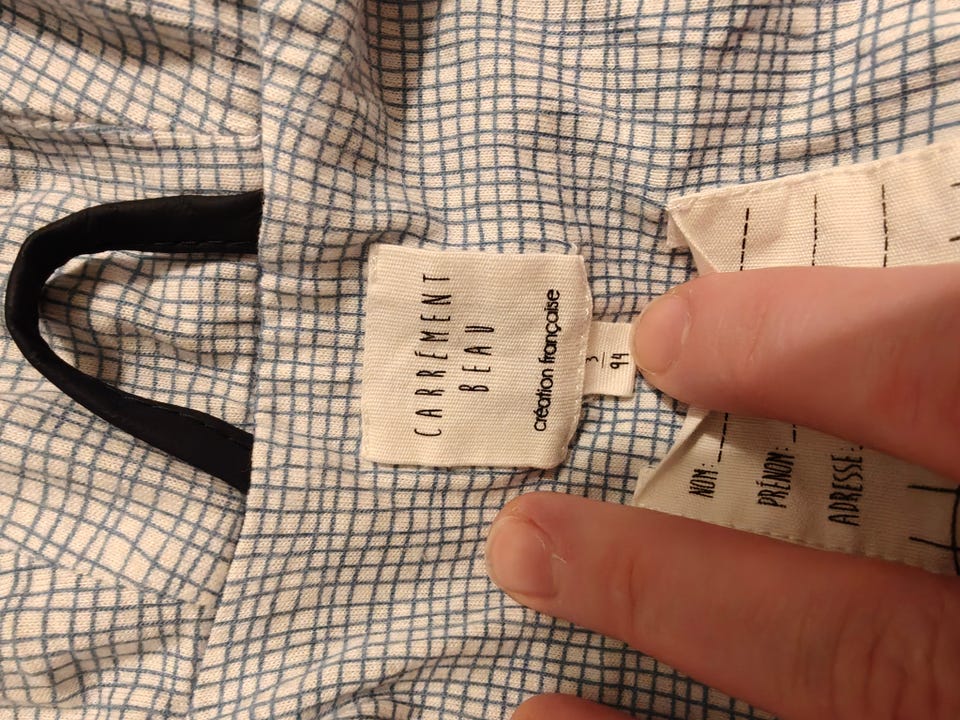 CARRÉMENT
BEAU
création française
3
94
NOM:
PRÉNOM:
ADRESSE: